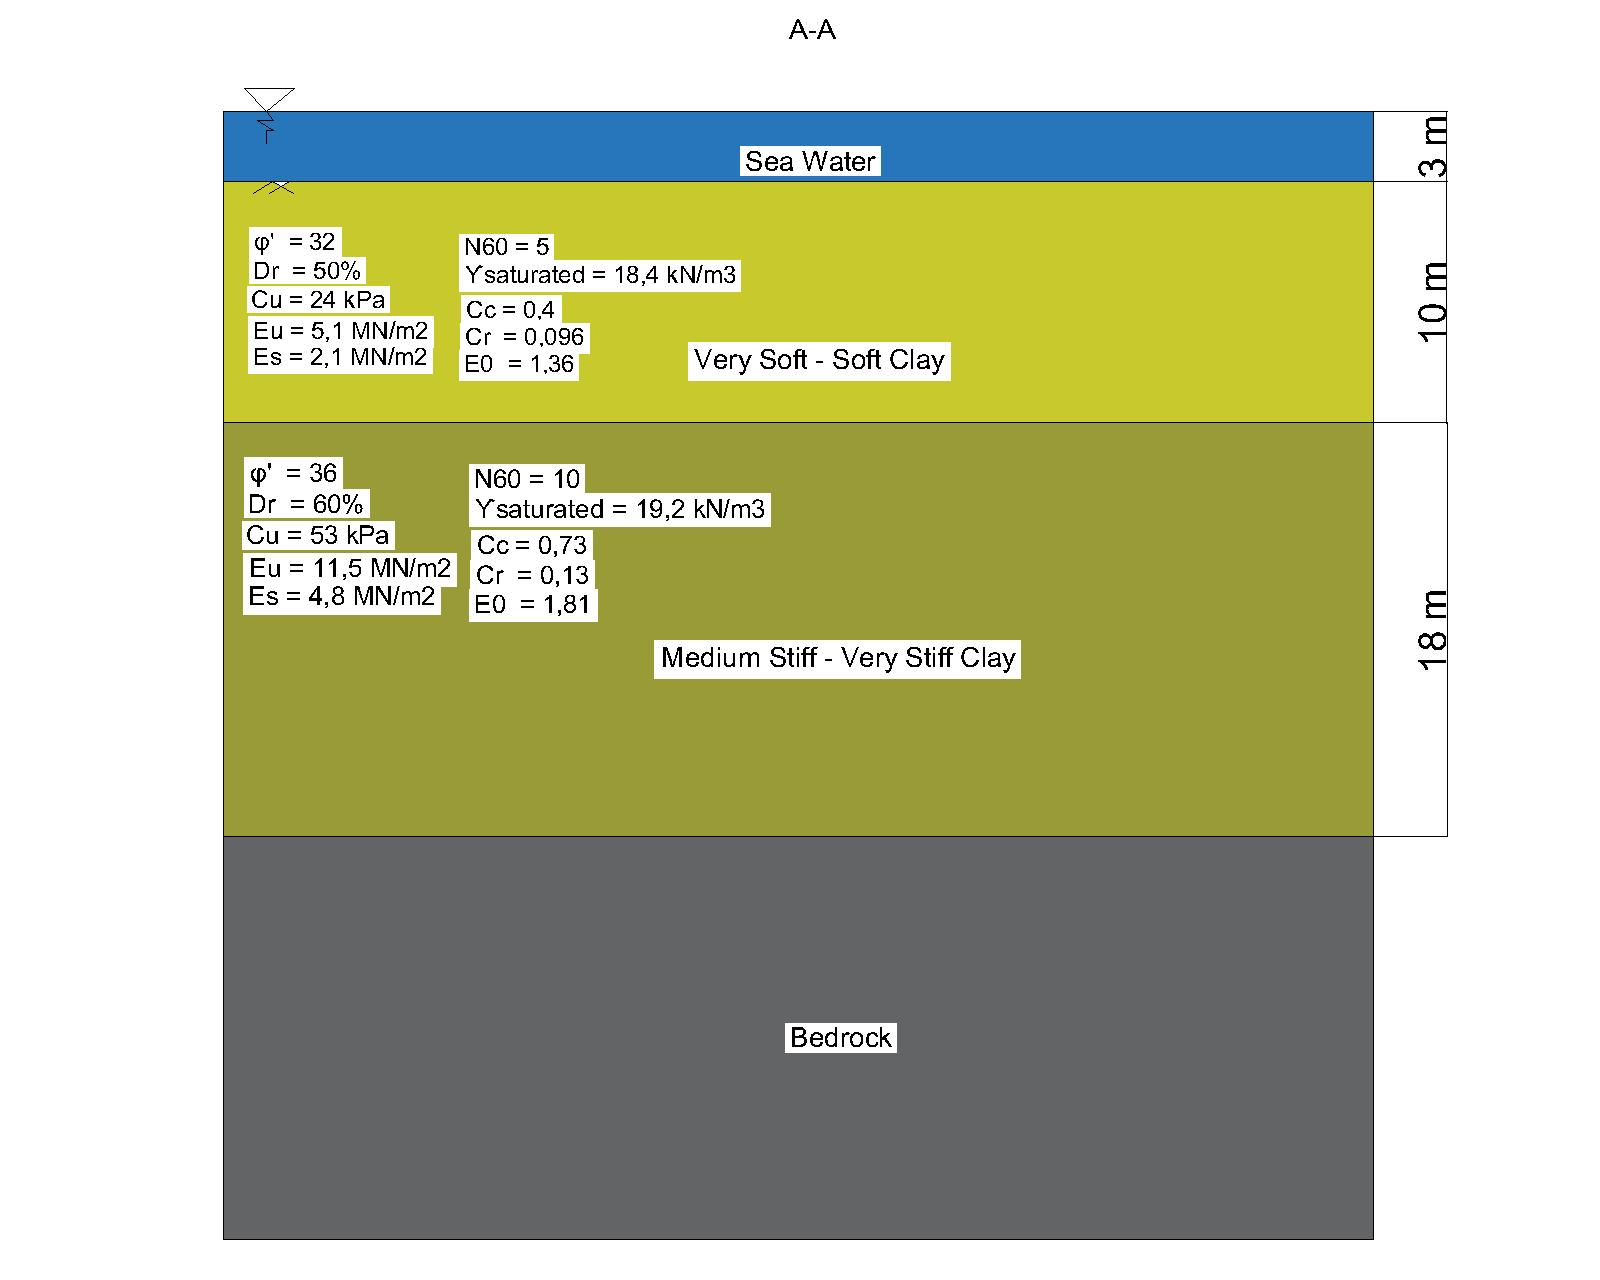 A-A
3 m
Sea Water
φ' = 32
Dr = 50%
Cu = 24 kPa
Eu = 5,1 MN/m2
Es = 2,1 MN/m2
N60 = 5
Ƴsaturated = 18,4 kN/m3
Cc = 0,4
Cr = 0,096
E0 = 1,36
Very Soft - Soft Clay
10 m
φ' = 36
Dr = 60%
Cu = 53 kPa
Eu = 11,5 MN/m2
Es = 4,8 MN/m2
N60 = 10
Ƴsaturated = 19,2 kN/m3
Cc = 0,73
Cr = 0,13
E0 = 1,81
Medium Stiff - Very Stiff Clay
18 m
Bedrock